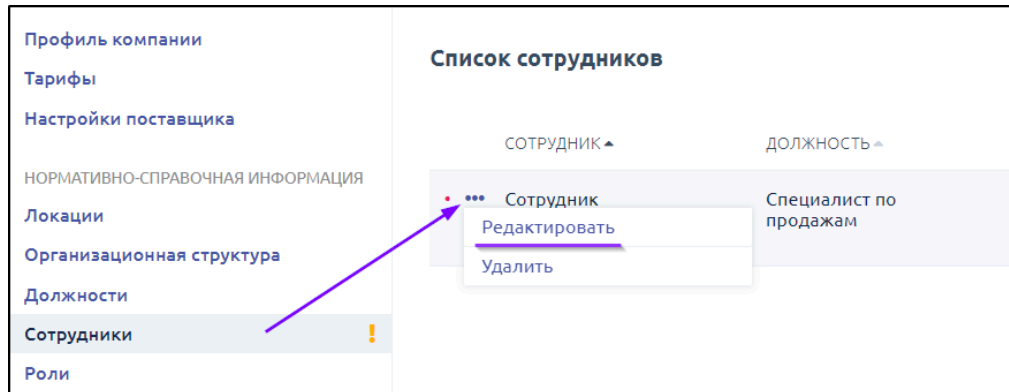 Профиль компании
Тарифы
Настройки поставщика
НОРМАТИВНО-СПРАВОЧНАЯ ИНФОРМАЦИЯ
Локации
Организационная структура
Должности
Сотрудники !
Роли
Список сотрудников
СОТРУДНИК ДОЛЖНОСТЬ
Сотрудник Специалист по
продажам
Редактировать
Удалить